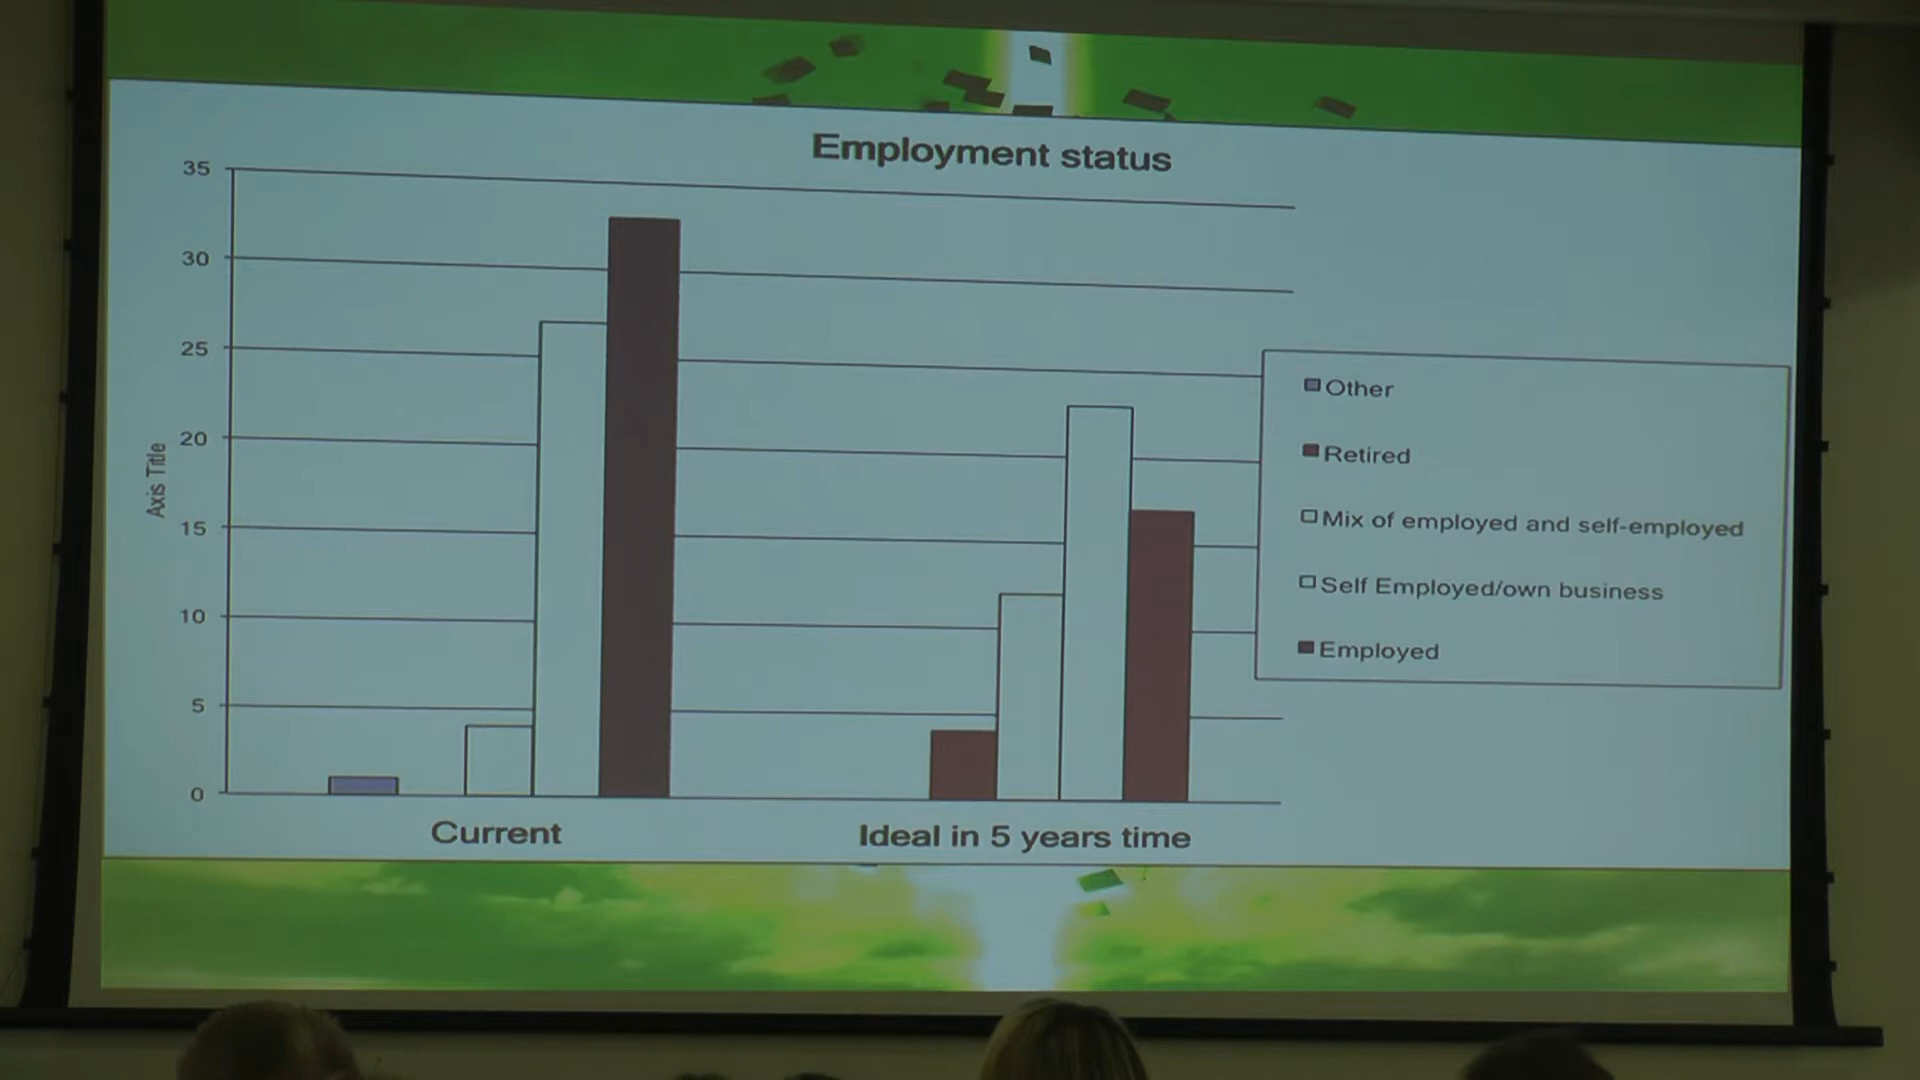 Employment status
35
30
25
20
15
10
5
0
Axis Title
Current
Ideal in 5 years time
Other
Retired
Mix of employed and self-employed
Self Employed/own business
Employed